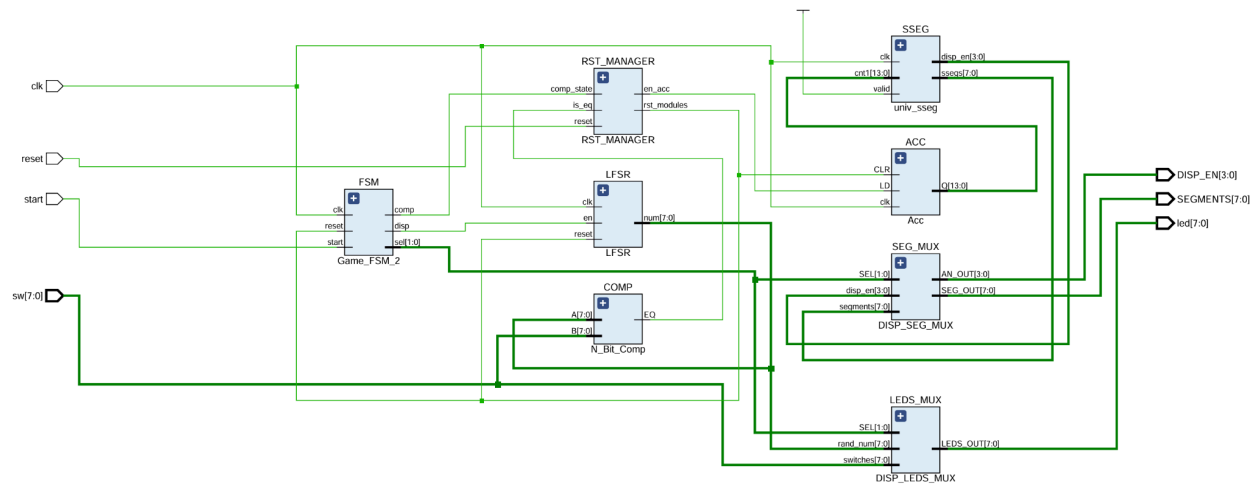 clk
reset
start
sw[7:0]
FSM
clk
reset
start
comp
disp
sel[1:0]
Game_FSM_2
RST_MANAGER
comp_state
is_eq
reset
en_acc
rst_modules
RST_MANAGER
LFSR
clk
en
reset
num[7:0]
LFSR
COMP
A[7:0]
B[7:0]
EQ
N_Bit_Comp
SSEG
clk
cnt1[13:0]
valid
disp_en[3:0]
ssegs[7:0]
univ_sseg
ACC
CLR
LD
clk
Q[13:0]
Acc
SEG_MUX
SEL[1:0]
disp_en[3:0]
segments[7:0]
AN_OUT[3:0]
SEG_OUT[7:0]
DISP_SEG_MUX
LEDS_MUX
SEL[1:0]
rand_num[7:0]
switches[7:0]
LEDS_OUT[7:0]
DISP_LEDS_MUX
DISP_EN[3:0]
SEGMENTS[7:0]
led[7:0]